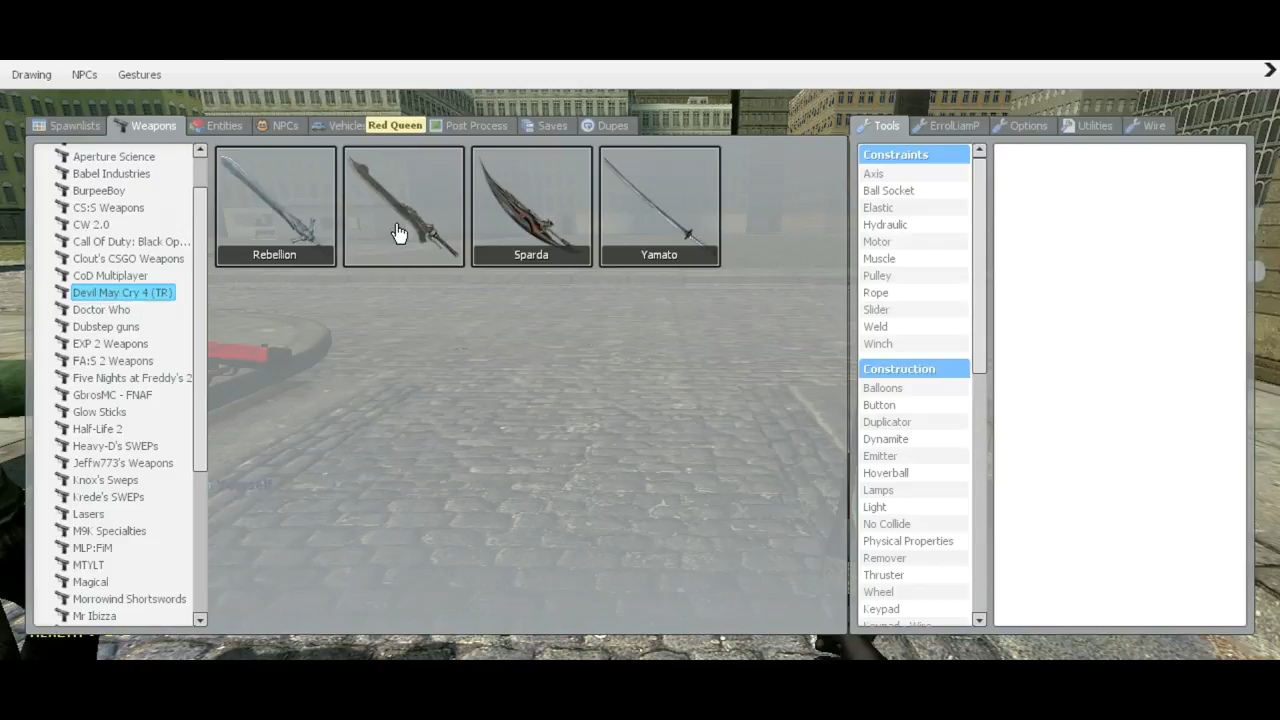 Drawing NPCs Gestures
Spawnlists Weapons Entities NPCs Vehicles Red Queen Post Process Saves Dupes
Aperture Science
Babel Industries
BurpeeBoy
CS:S Weapons
CW 2.0
Call Of Duty: Black Op...
Clout's CSGO Weapons
CoD Multiplayer
Devil May Cry 4 (TR)
Doctor Who
Dubstep guns
EXP 2 Weapons
FA:S 2 Weapons
Five Nights at Freddy's 2
GbrosMC - FNAF
Glow Sticks
Half-Life 2
Heavy-D's SWEPs
Jeffw773's Weapons
Knox's Sweps
Krede's SWEPs
Lasers
M9K Specialties
MLP:FiM
MTYLT
Magical
Morrowind Shortswords
Mr Ibizza
Rebellion
Sparda
Yamato
Tools ErrolLiamP Options Utilities Wire
Constraints
Axis
Ball Socket
Elastic
Hydraulic
Motor
Muscle
Pulley
Rope
Slider
Weld
Winch
Construction
Balloons
Button
Duplicator
Dynamite
Emitter
Hoverball
Lamps
Light
No Collide
Physical Properties
Remover
Thruster
Wheel
Keypad